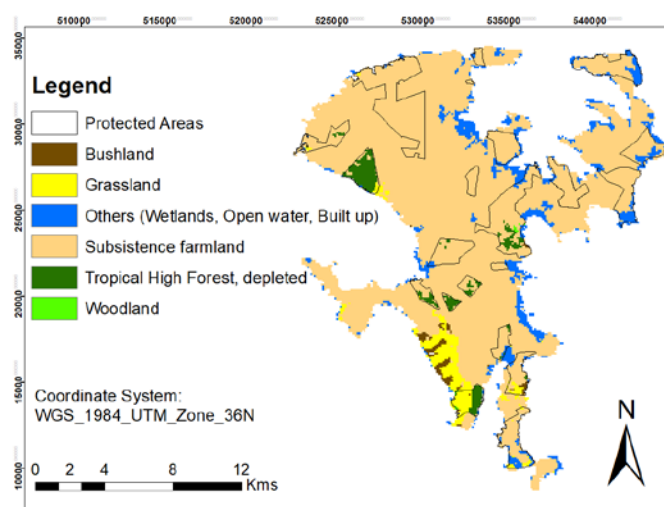 510000 515000 520000 525000 530000 535000 540000
35000
30000
25000
20000
15000
10000
Legend
Protected Areas
Bushland
Grassland
Others (Wetlands, Open water, Built up)
Subsistence farmland
Tropical High Forest, depleted
Woodland
Coordinate System:
WGS_1984_UTM_Zone_36N
0 2 4 8 12
Kms
N